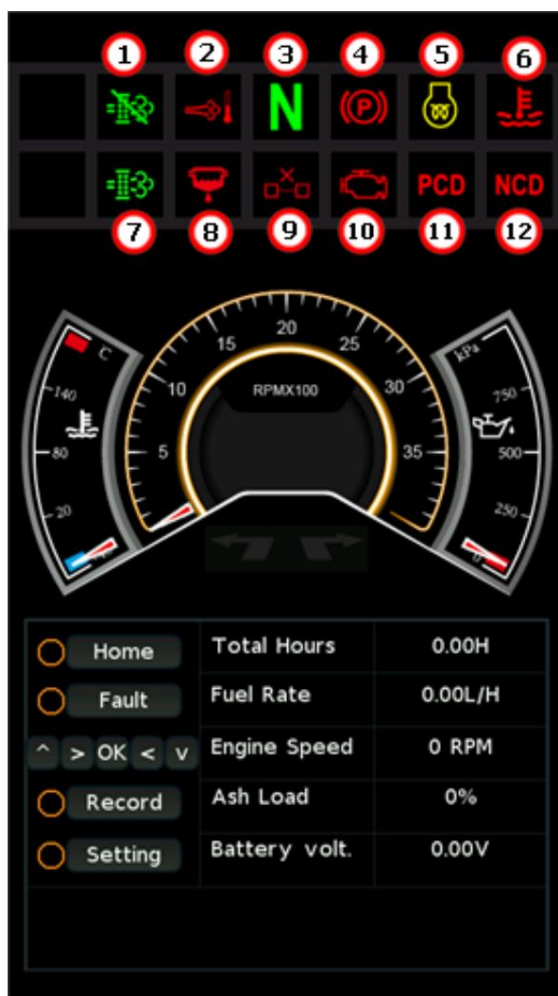 1 2 3 4 5 6
N (P)
PCD NCD
7 8 9 10 11 12
°C 140 80 20
5 10 15 20 25 30 35
RPMX100
kPa 750 500 250 0
Home Total Hours 0.00H
Fault Fuel Rate 0.00L/H
^ > OK < v Engine Speed 0 RPM
Record Ash Load 0%
Setting Battery volt. 0.00V